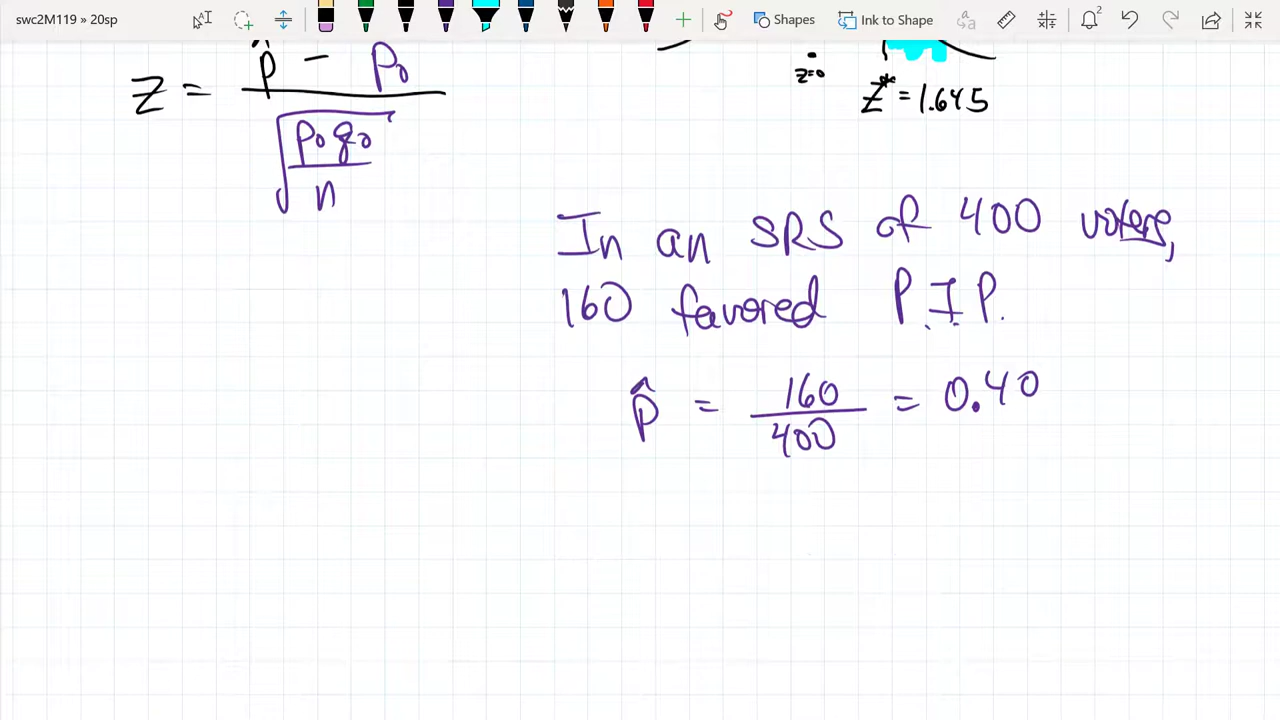 swc2M119 » 20sp
Shapes
Ink to Shape
2
Z = p̂ - p₀
√p₀q₀
n
z=0
Z* = 1.645
In an SRS of 400 voters,
160 favored P.I.P.
p̂ = 160/400 = 0.40